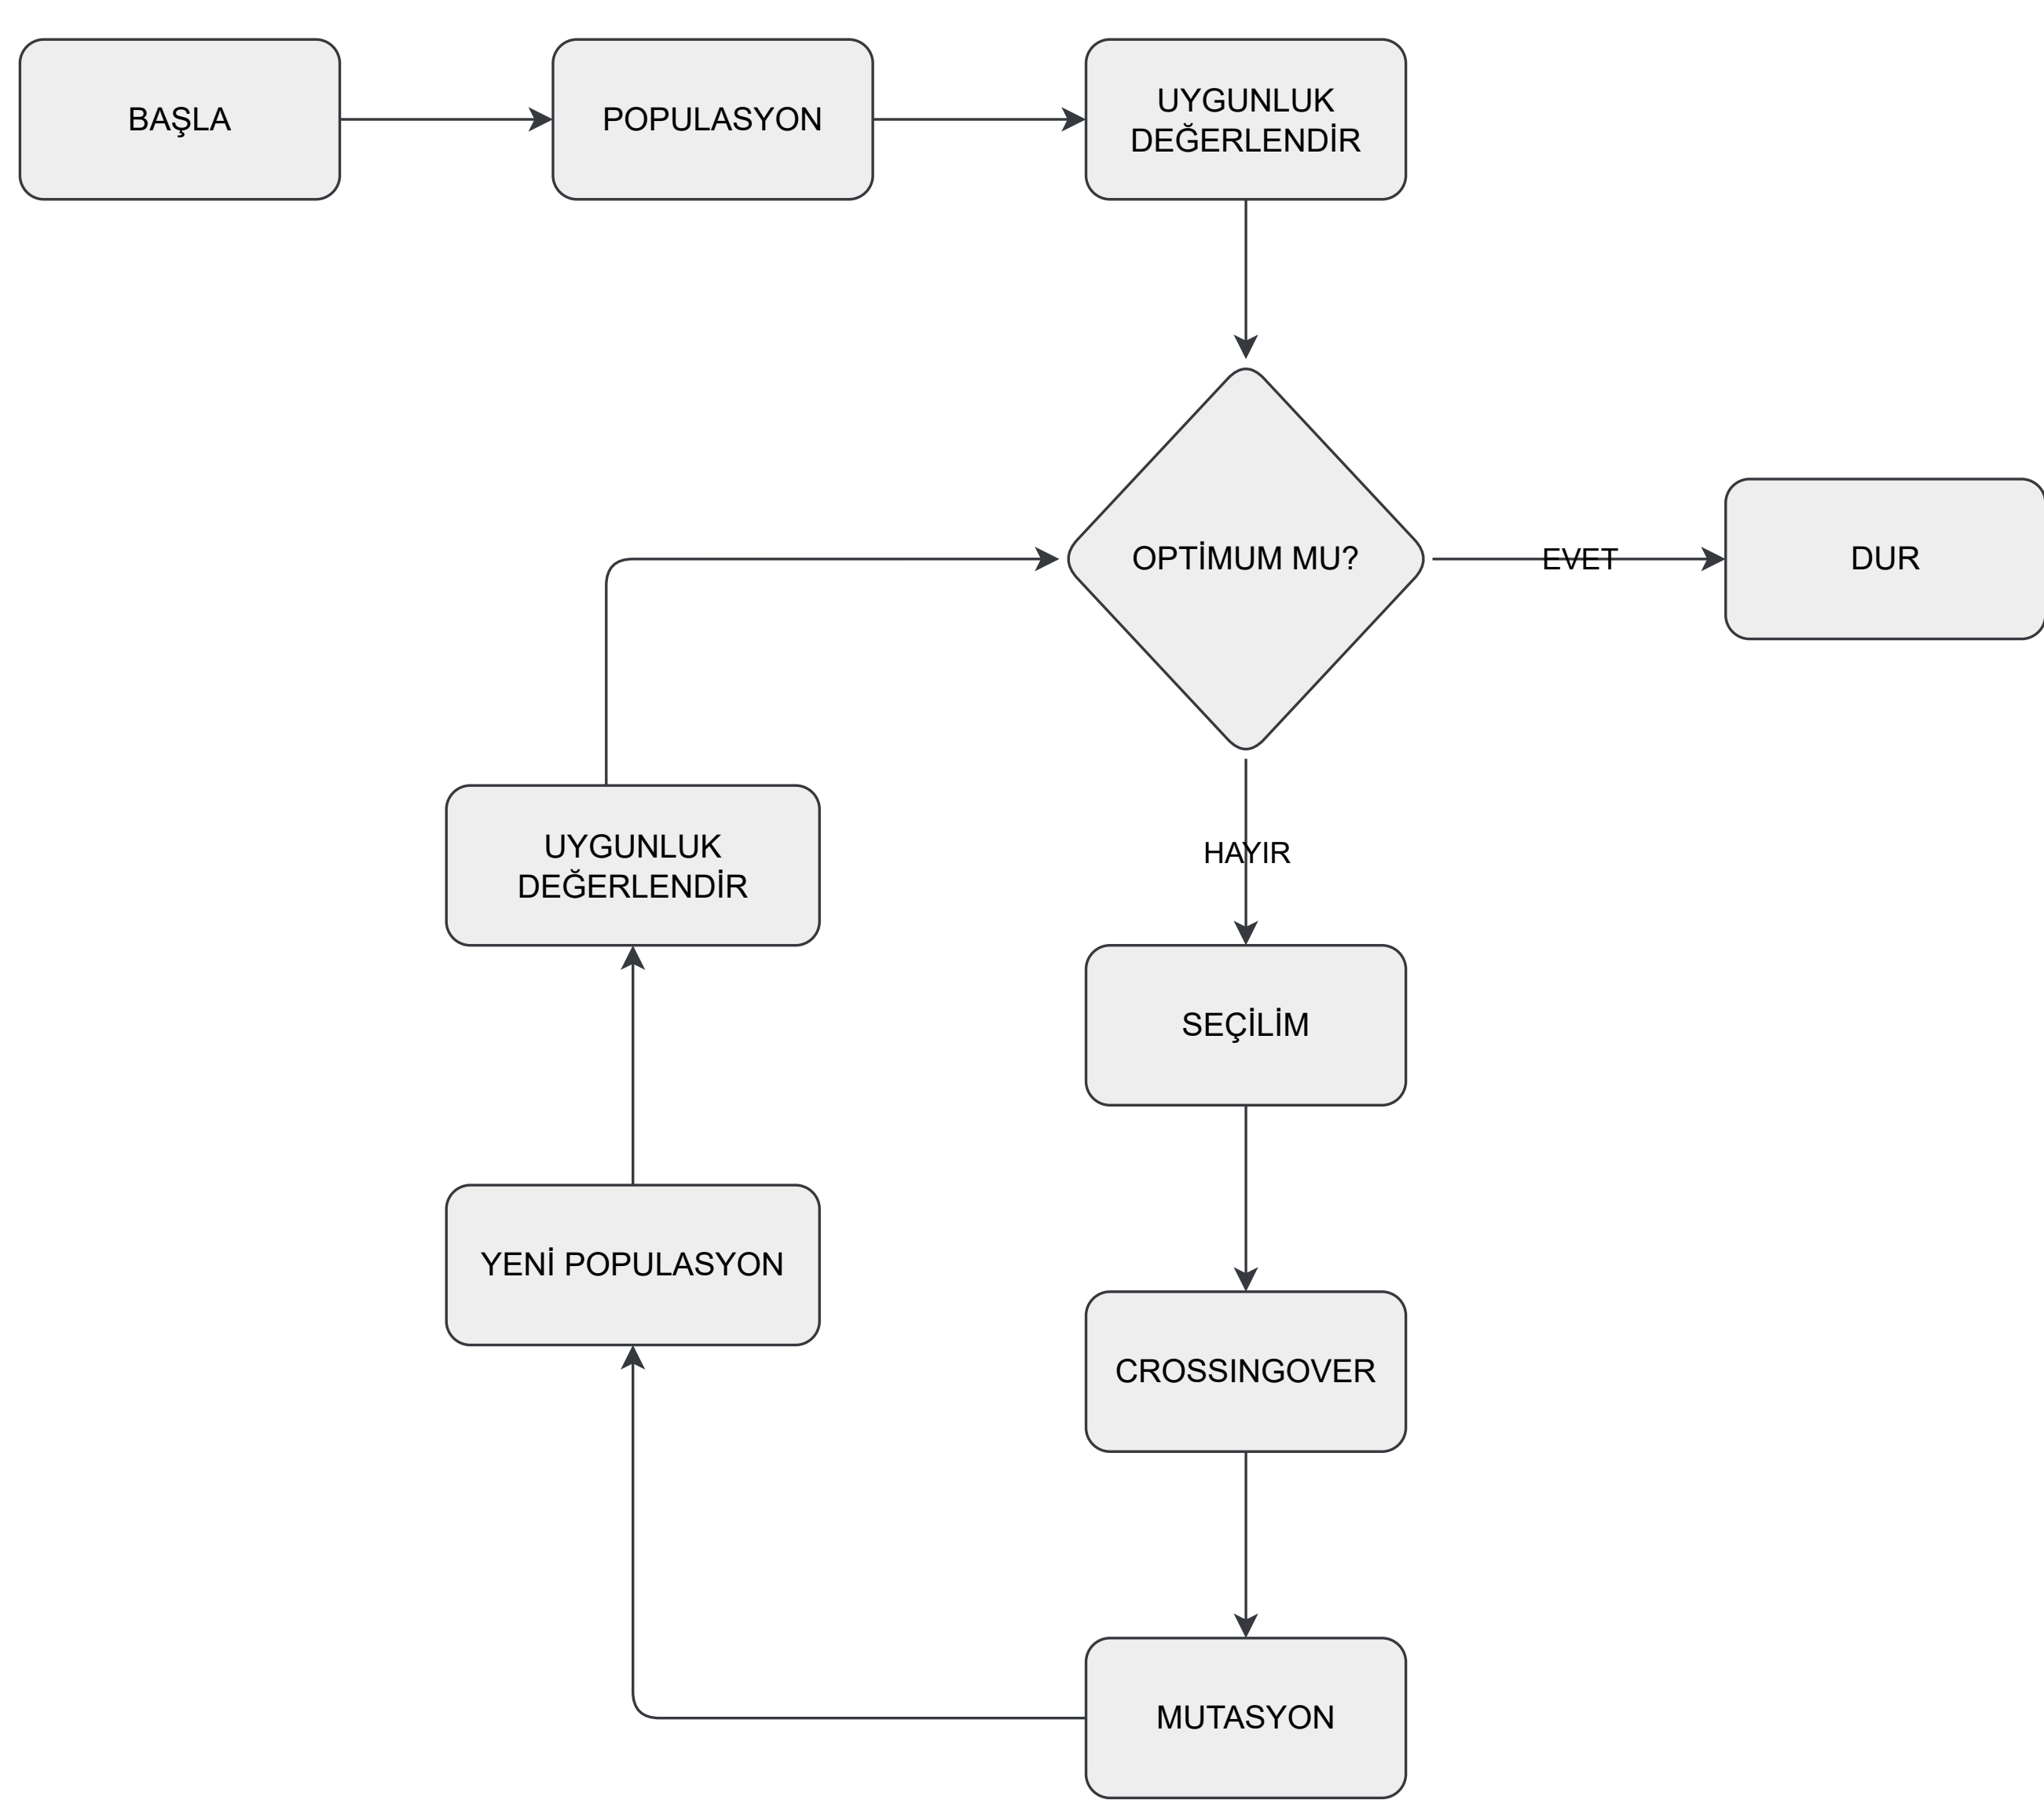 BAŞLA
POPULASYON
UYGUNLUK
DEĞERLENDİR
OPTİMUM MU?
EVET
DUR
HAYIR
SEÇİLİM
CROSSINGOVER
MUTASYON
YENİ POPULASYON
UYGUNLUK
DEĞERLENDİR